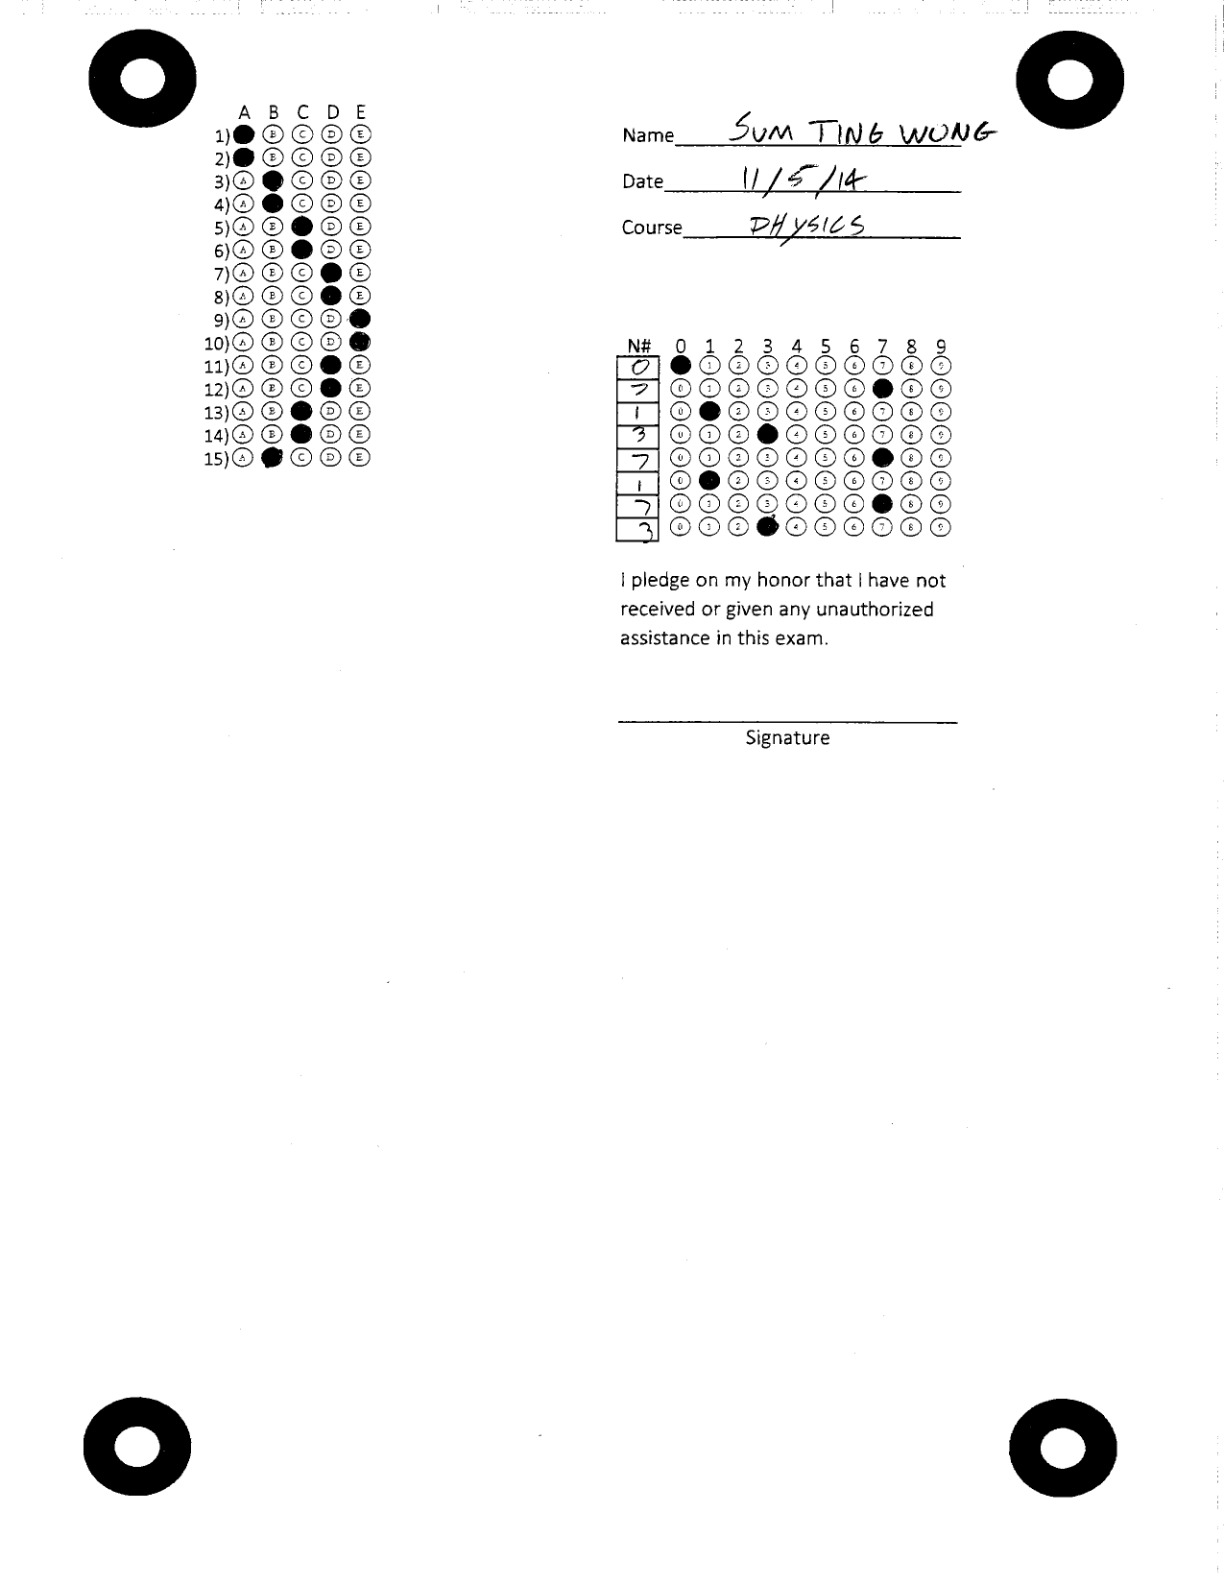 A B C D E
1) B C D E
2) B C D E
3) A C D E
4) A C D E
5) A B D E
6) A B D E
7) A B C E
8) A B C E
9) A B C D
10) A B C D
11) A B C E
12) A B C E
13) A B D E
14) A B D E
15) A C D E
Name SUM TING WONG
Date 11/5/14
Course PHYSICS
N# 0 1 2 3 4 5 6 7 8 9
0 1 2 3 4 5 6 7 8 9
7 0 1 2 3 4 5 6 8 9
1 0 2 3 4 5 6 7 8 9
3 0 1 2 4 5 6 7 8 9
7 0 1 2 3 4 5 6 8 9
1 0 2 3 4 5 6 7 8 9
7 0 1 2 3 4 5 6 8 9
3 0 1 2 4 5 6 7 8 9
I pledge on my honor that I have not
received or given any unauthorized
assistance in this exam.
Signature